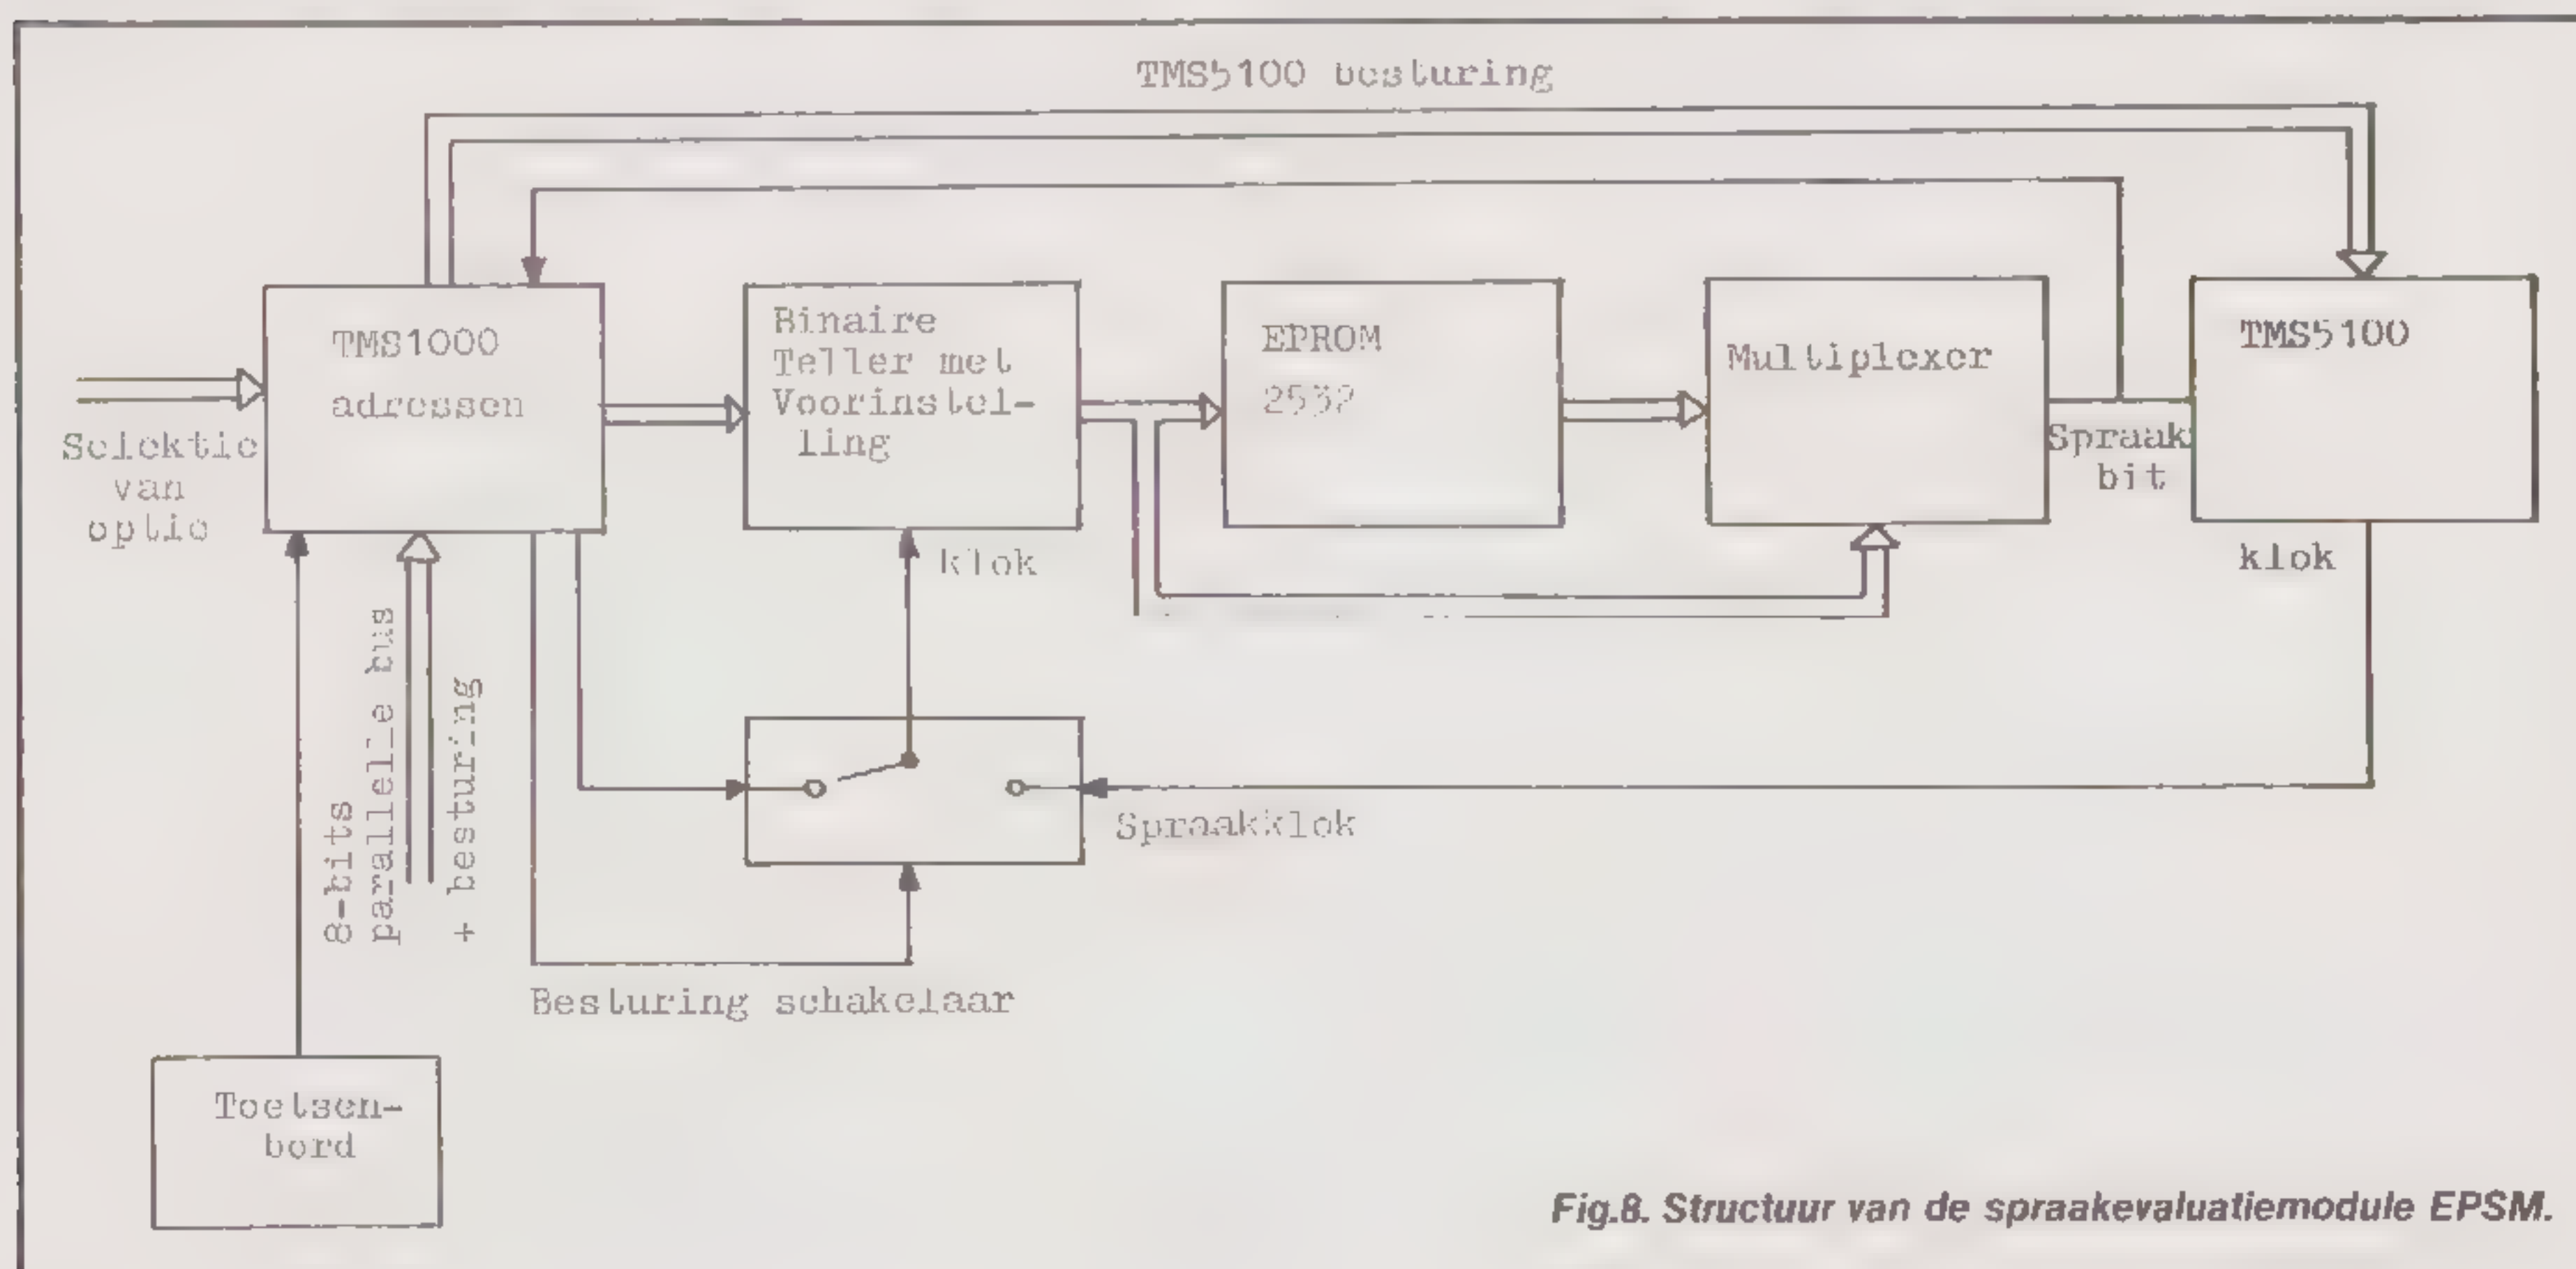 TMS5100 besturing
TMS1000
adressen
Binaire
Teller met
Voorinstel-
ling
EPROM
2532
Multiplexer
TMS5100
Selektie
van
optie
Spraak
bit
klok
klok
8-bits
parallelle bus
+ besturing
Spraakklok
Besturing schakelaar
Toetsen-
bord
Fig.8. Structuur van de spraakevaluatiemodule EPSM.